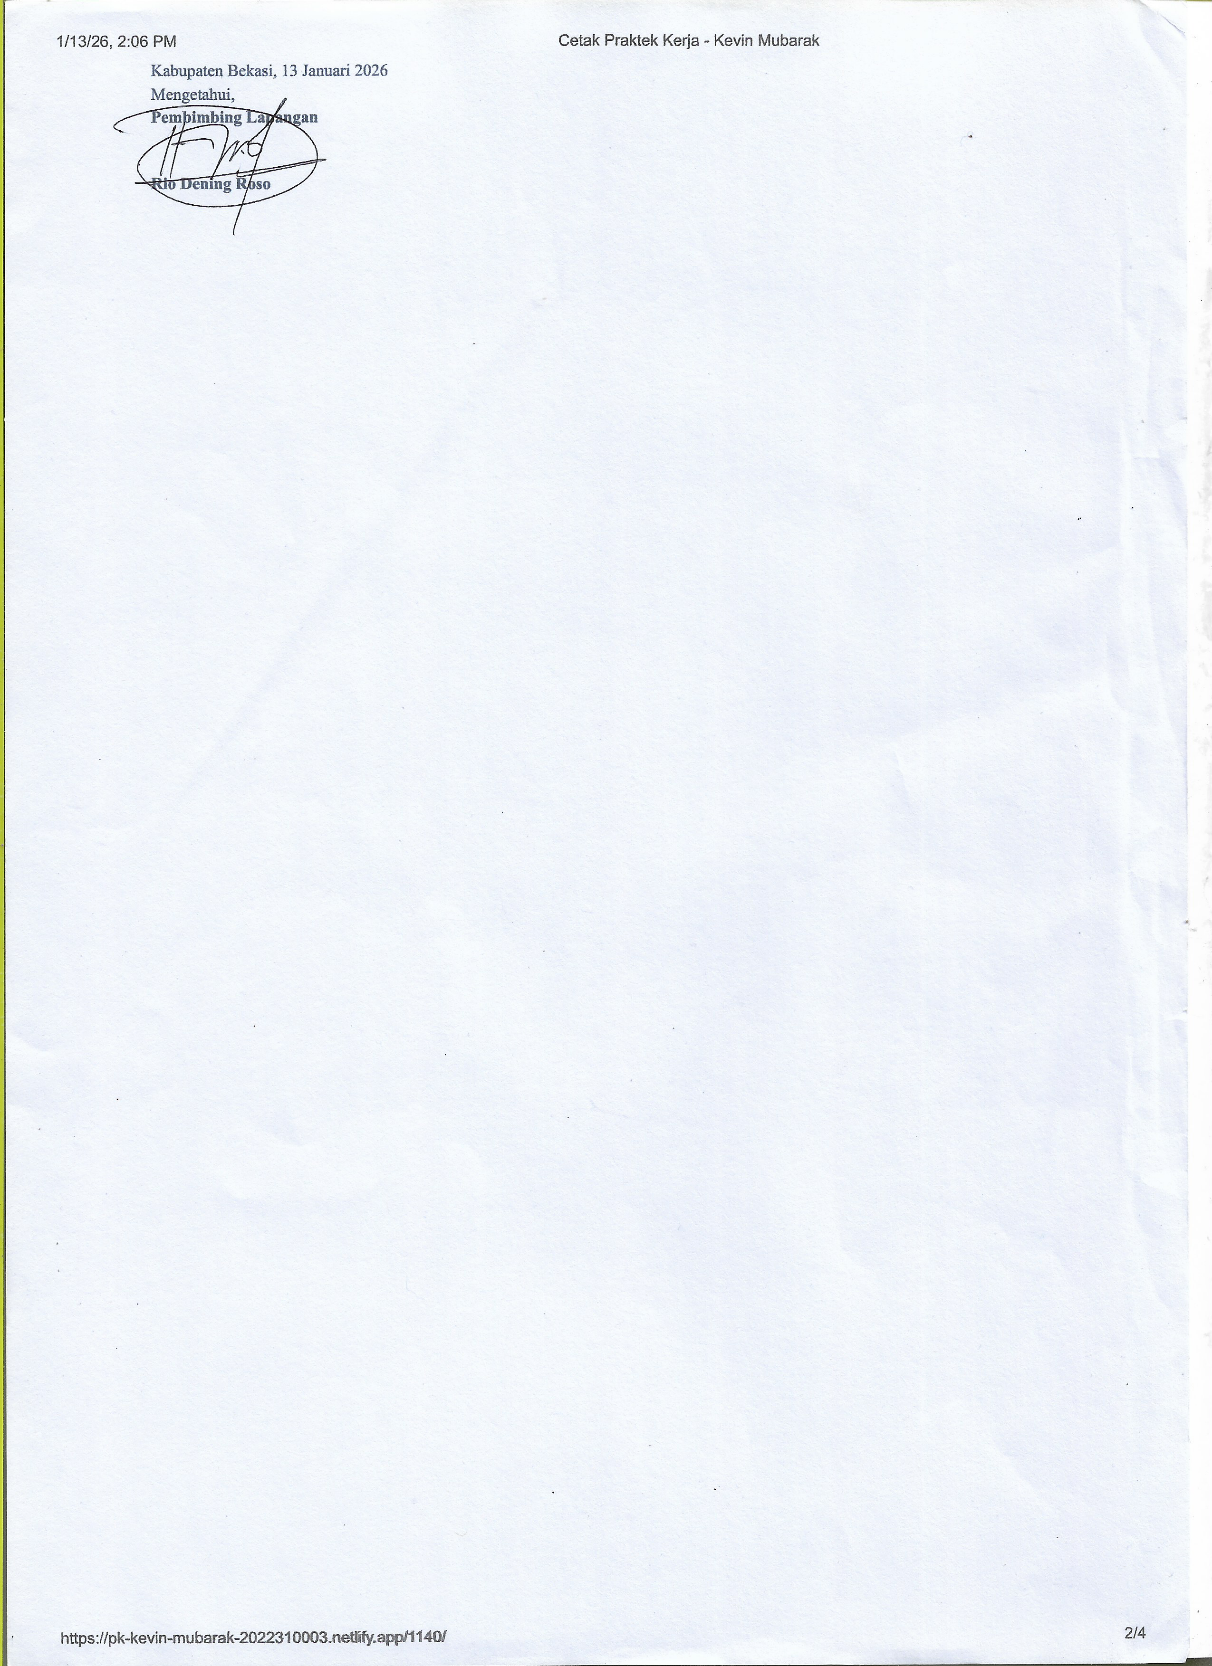 1/13/26, 2:06 PM
Cetak Praktek Kerja - Kevin Mubarak
Kabupaten Bekasi, 13 Januari 2026
Mengetahui,
Pembimbing Lapangan
Rio Dening Roso
https://pk-kevin-mubarak-2022310003.netlify.app/1140/
2/4